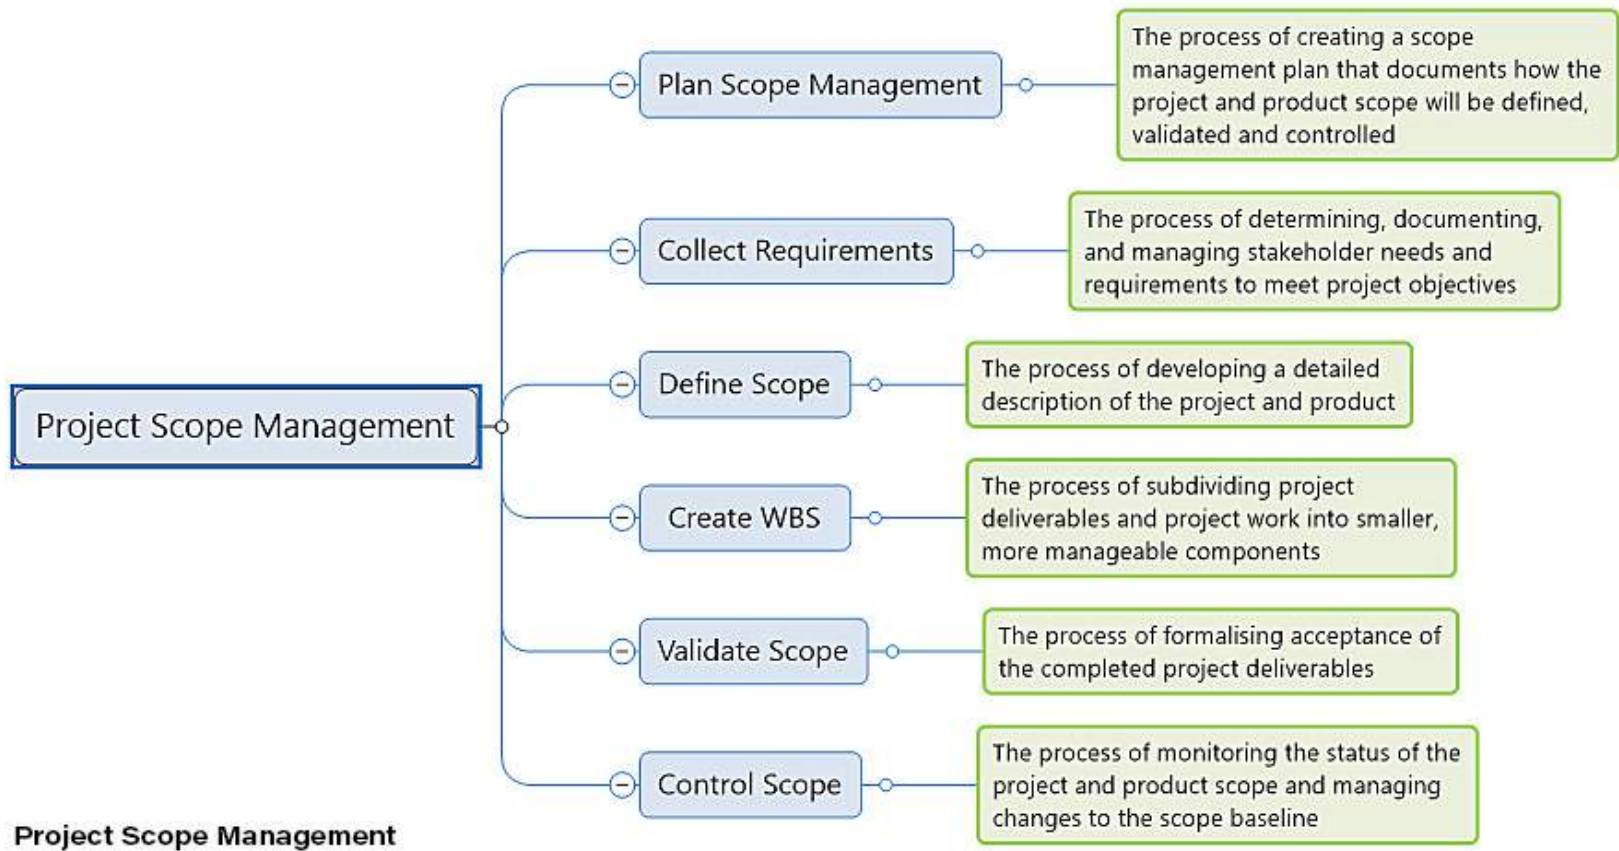 Project Scope Management
Plan Scope Management
The process of creating a scope
management plan that documents how the
project and product scope will be defined,
validated and controlled
Collect Requirements
The process of determining, documenting,
and managing stakeholder needs and
requirements to meet project objectives
Define Scope
The process of developing a detailed
description of the project and product
Create WBS
The process of subdividing project
deliverables and project work into smaller,
more manageable components
Validate Scope
The process of formalising acceptance of
the completed project deliverables
Control Scope
The process of monitoring the status of the
project and product scope and managing
changes to the scope baseline
Project Scope Management